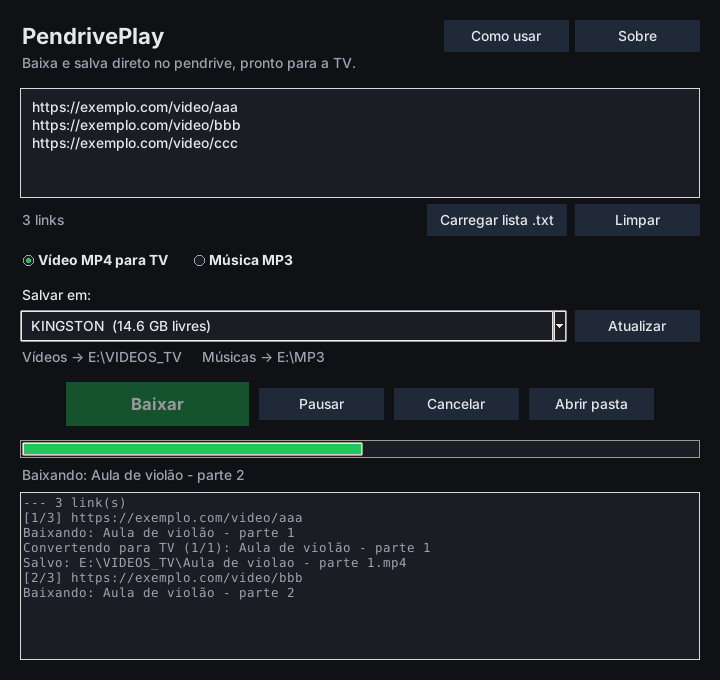 PendrivePlay
Como usar
Sobre
Baixa e salva direto no pendrive, pronto para a TV.
https://exemplo.com/video/aaa
https://exemplo.com/video/bbb
https://exemplo.com/video/ccc
3 links
Carregar lista .txt
Limpar
Vídeo MP4 para TV
Música MP3
Salvar em:
KINGSTON (14.6 GB livres)
Atualizar
Vídeos → E:\VIDEOS_TV
Músicas → E:\MP3
Baixar
Pausar
Cancelar
Abrir pasta
Baixando: Aula de violão - parte 2
--- 3 link(s)
[1/3] https://exemplo.com/video/aaa
Baixando: Aula de violão - parte 1
Convertendo para TV (1/1): Aula de violão - parte 1
Salvo: E:\VIDEOS_TV\Aula de violao - parte 1.mp4
[2/3] https://exemplo.com/video/bbb
Baixando: Aula de violão - parte 2